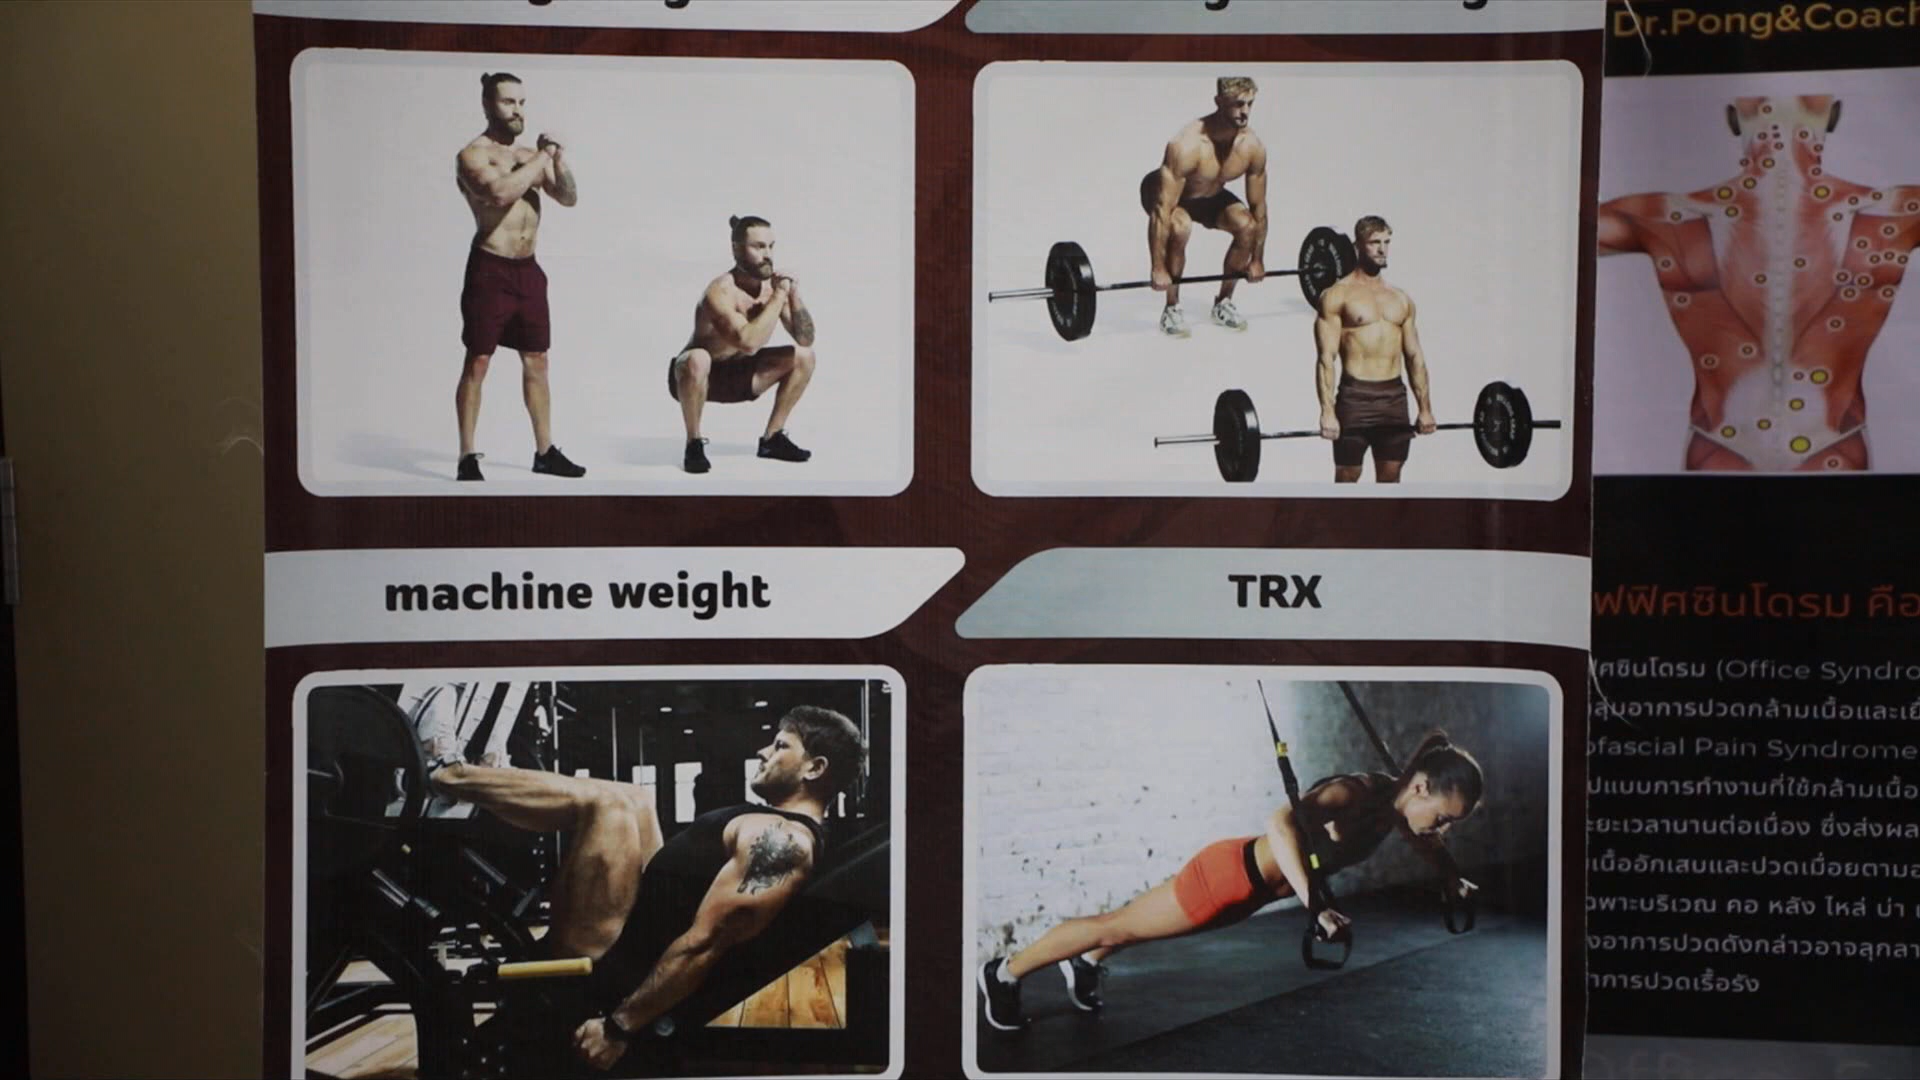 Dr.Pong&Coach
machine weight
TRX
ฟฟิศซินโดรม คือ
ศซินโดรม (Office Syndro
อาการปวดกล้ามเนื้อและเยื่
ofascial Pain Syndrome
ปแบบการทำงานที่ใช้กล้ามเนื้อ
ระยะเวลานานต่อเนื่อง ซึ่งส่งผล
เนื้ออักเสบและปวดเมื่อยตาม
ฉพาะบริเวณ คอ หลัง ไหล่ บ่า
งอาการปวดดังกล่าวอาจลุกลา
าการปวดเรื้อรัง